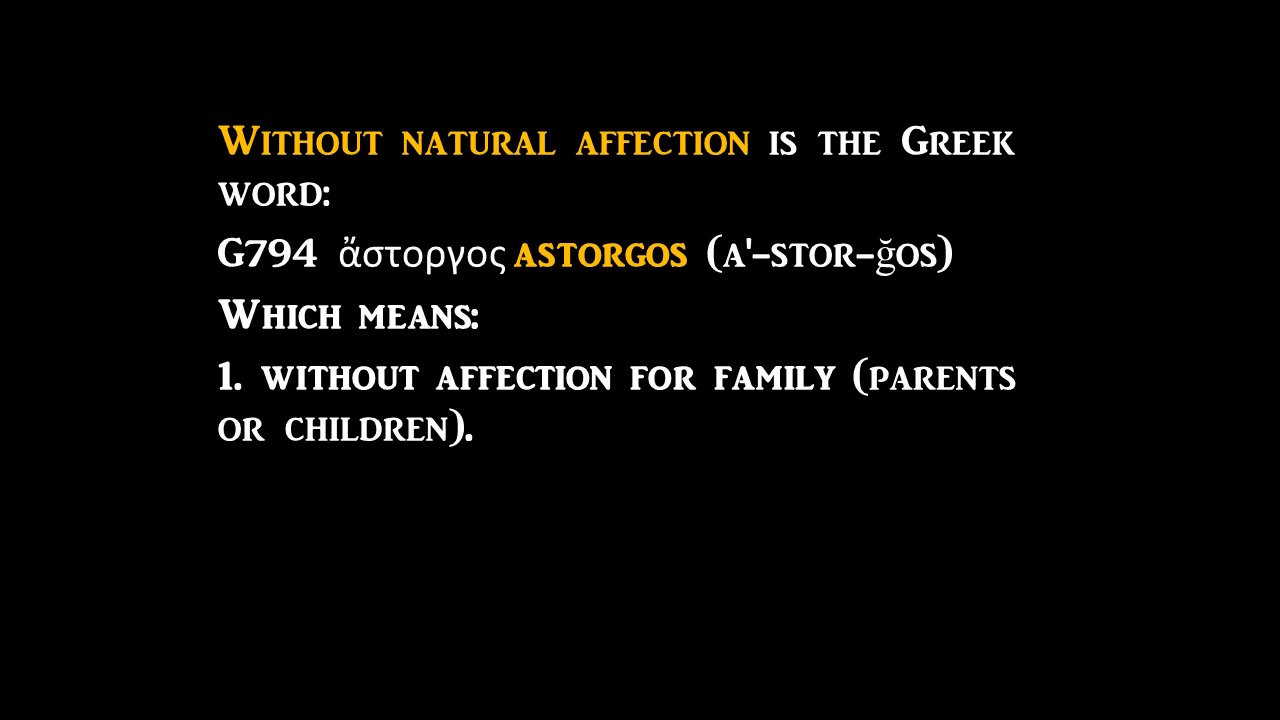 Without natural affection is the Greek
word:
G794 ἄστοργος astorgos (a'-stor-ğos)
Which means:
1. without affection for family (parents
or children).